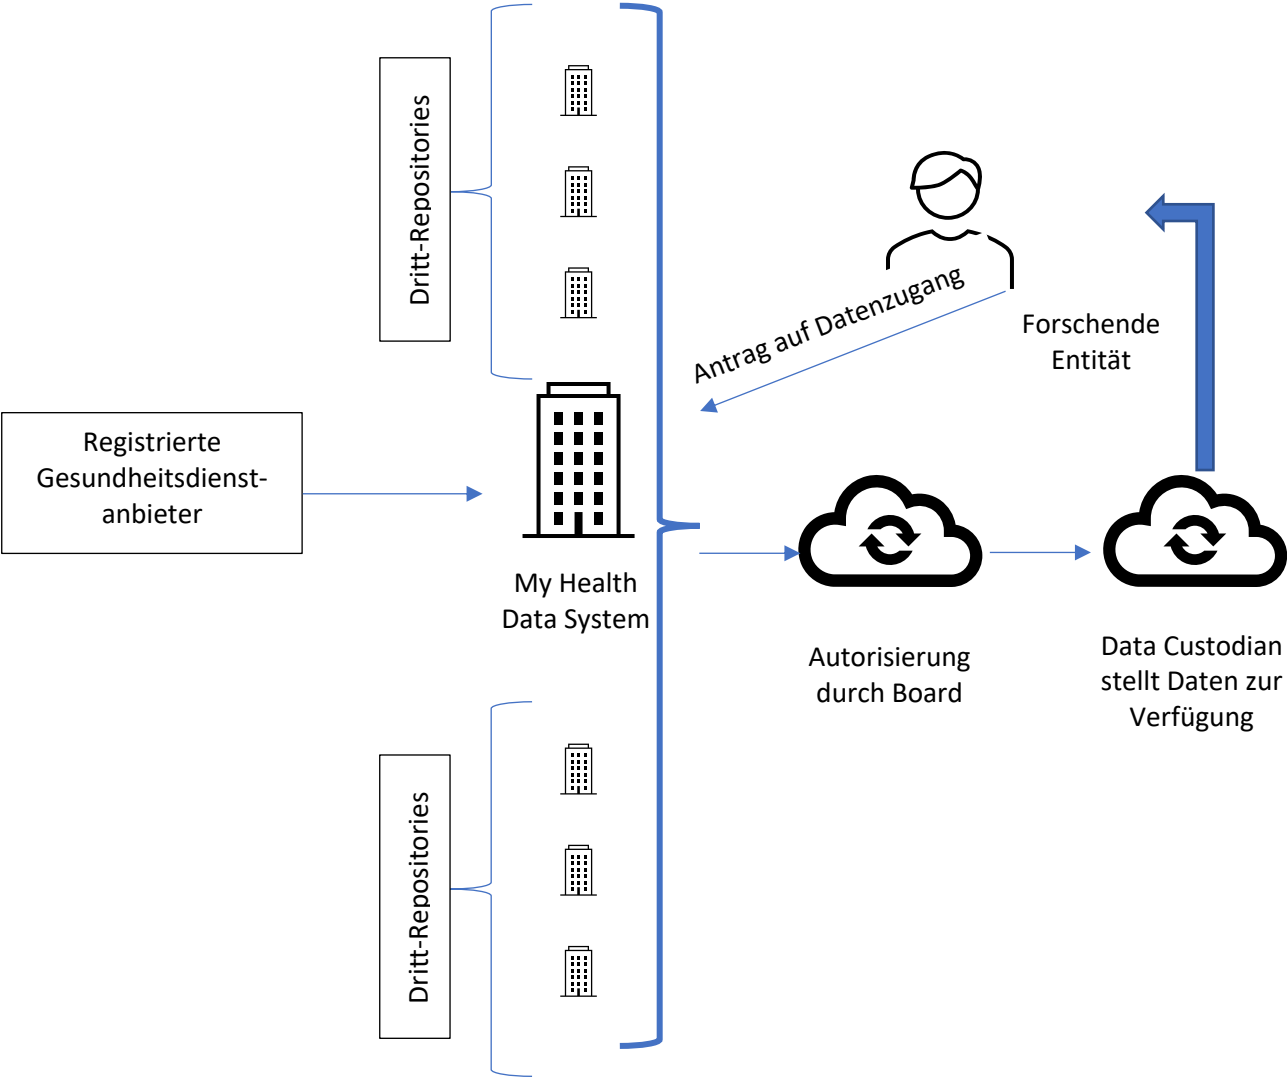 Dritt-Repositories
Antrag auf Datenzugang
Forschende
Entität
Registrierte
Gesundheitsdienst-
anbieter
My Health
Data System
Autorisierung
durch Board
Data Custodian
stellt Daten zur
Verfügung
Dritt-Repositories